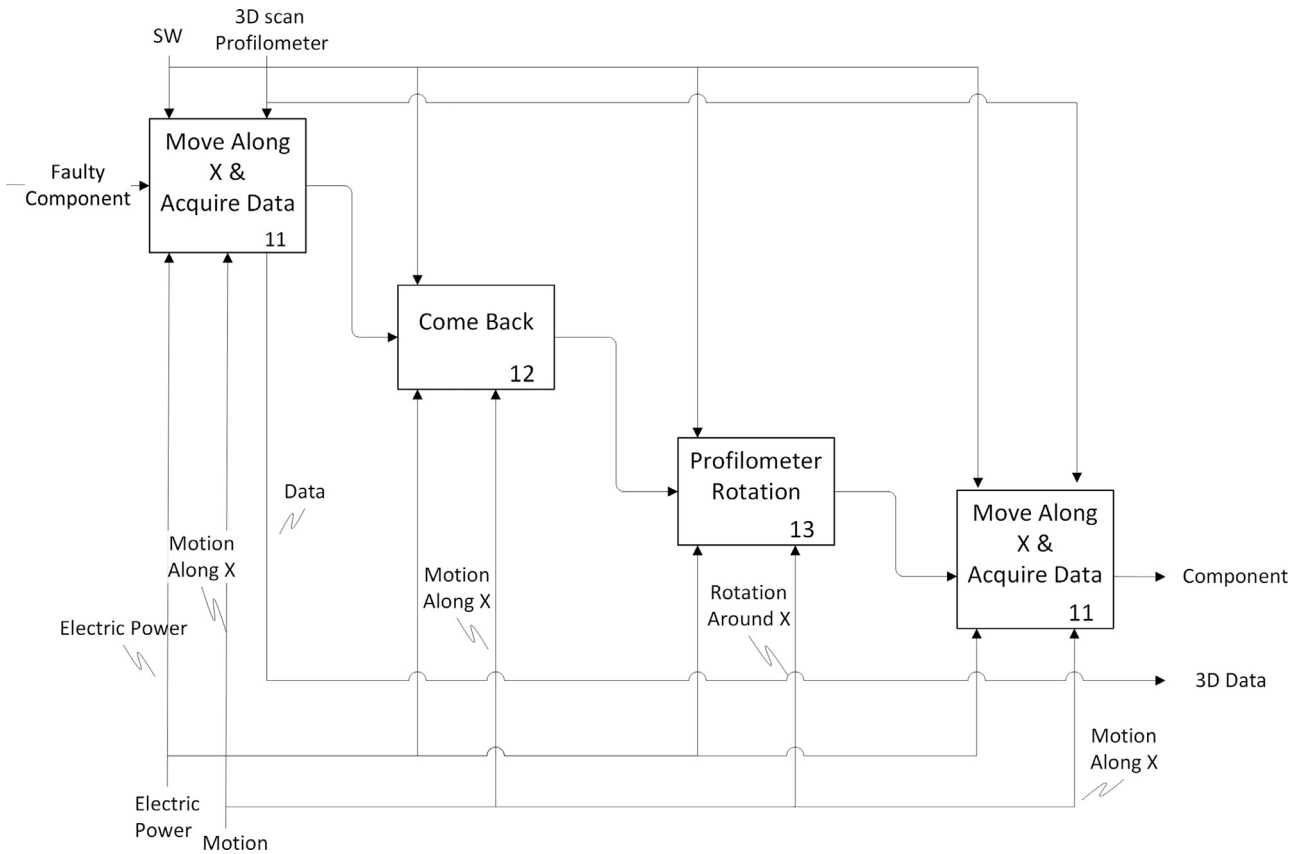 SW
3D scan
Profilometer
Move Along
X &
Acquire Data
11
Faulty
Component
Come Back
12
Profilometer
Rotation
13
Move Along
X &
Acquire Data
11
Component
3D Data
Data
Motion
Along X
Motion
Along X
Rotation
Around X
Electric Power
Motion
Along X
Electric
Power
Motion